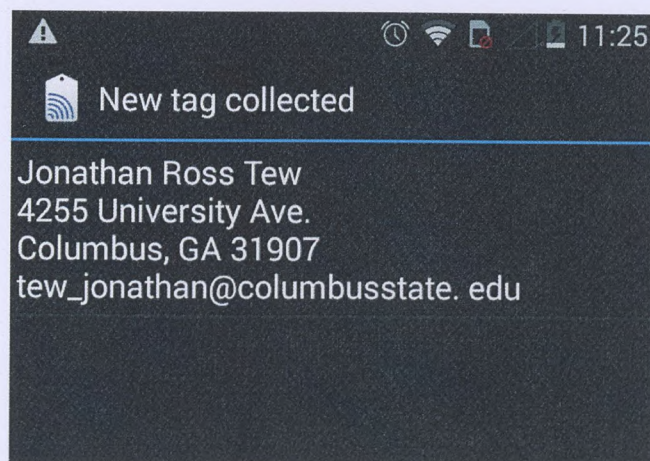 11:25
New tag collected
Jonathan Ross Tew
4255 University Ave.
Columbus, GA 31907
tew_jonathan@columbusstate. edu